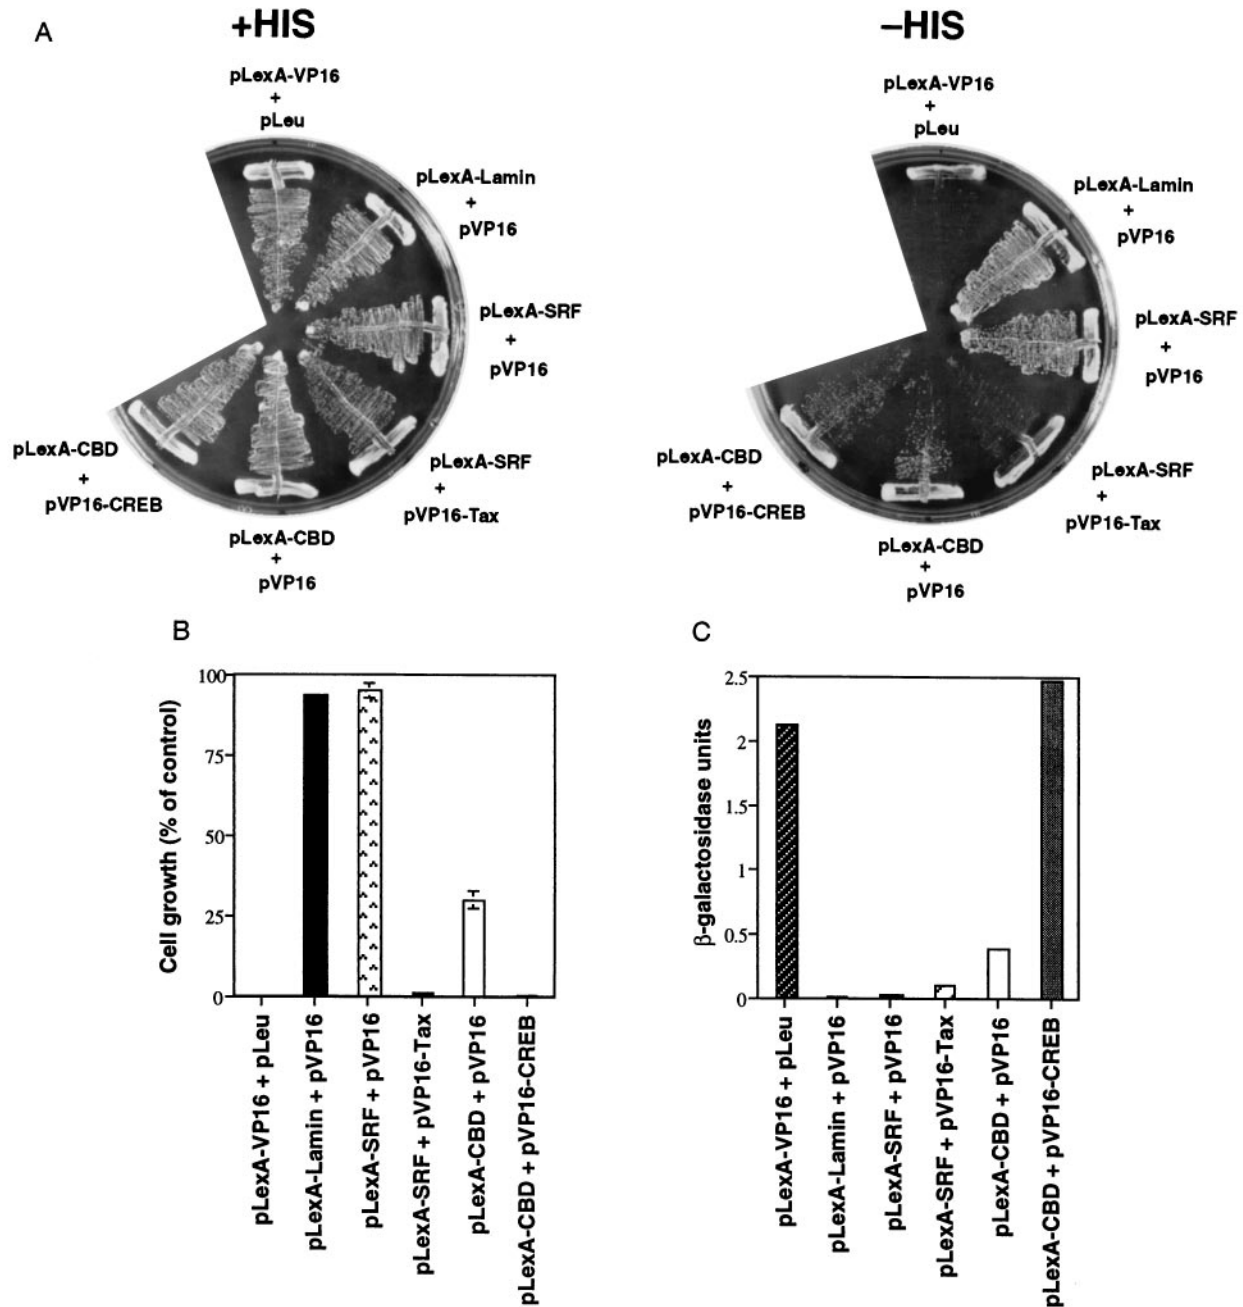 A
+HIS
pLexA-VP16
+
pLeu
pLexA-Lamin
+
pVP16
pLexA-SRF
+
pVP16
pLexA-SRF
+
pVP16-Tax
pLexA-CBD
+
pVP16
pLexA-CBD
+
pVP16-CREB
–HIS
pLexA-VP16
+
pLeu
pLexA-Lamin
+
pVP16
pLexA-SRF
+
pVP16
pLexA-SRF
+
pVP16-Tax
pLexA-CBD
+
pVP16
pLexA-CBD
+
pVP16-CREB
B
Cell growth (% of control)
100
75
50
25
0
pLexA-VP16 + pLeu
pLexA-Lamin + pVP16
pLexA-SRF + pVP16
pLexA-SRF + pVP16-Tax
pLexA-CBD + pVP16
pLexA-CBD + pVP16-CREB
C
β-galactosidase units
2.5
2
1.5
1
0.5
0
pLexA-VP16 + pLeu
pLexA-Lamin + pVP16
pLexA-SRF + pVP16
pLexA-SRF + pVP16-Tax
pLexA-CBD + pVP16
pLexA-CBD + pVP16-CREB